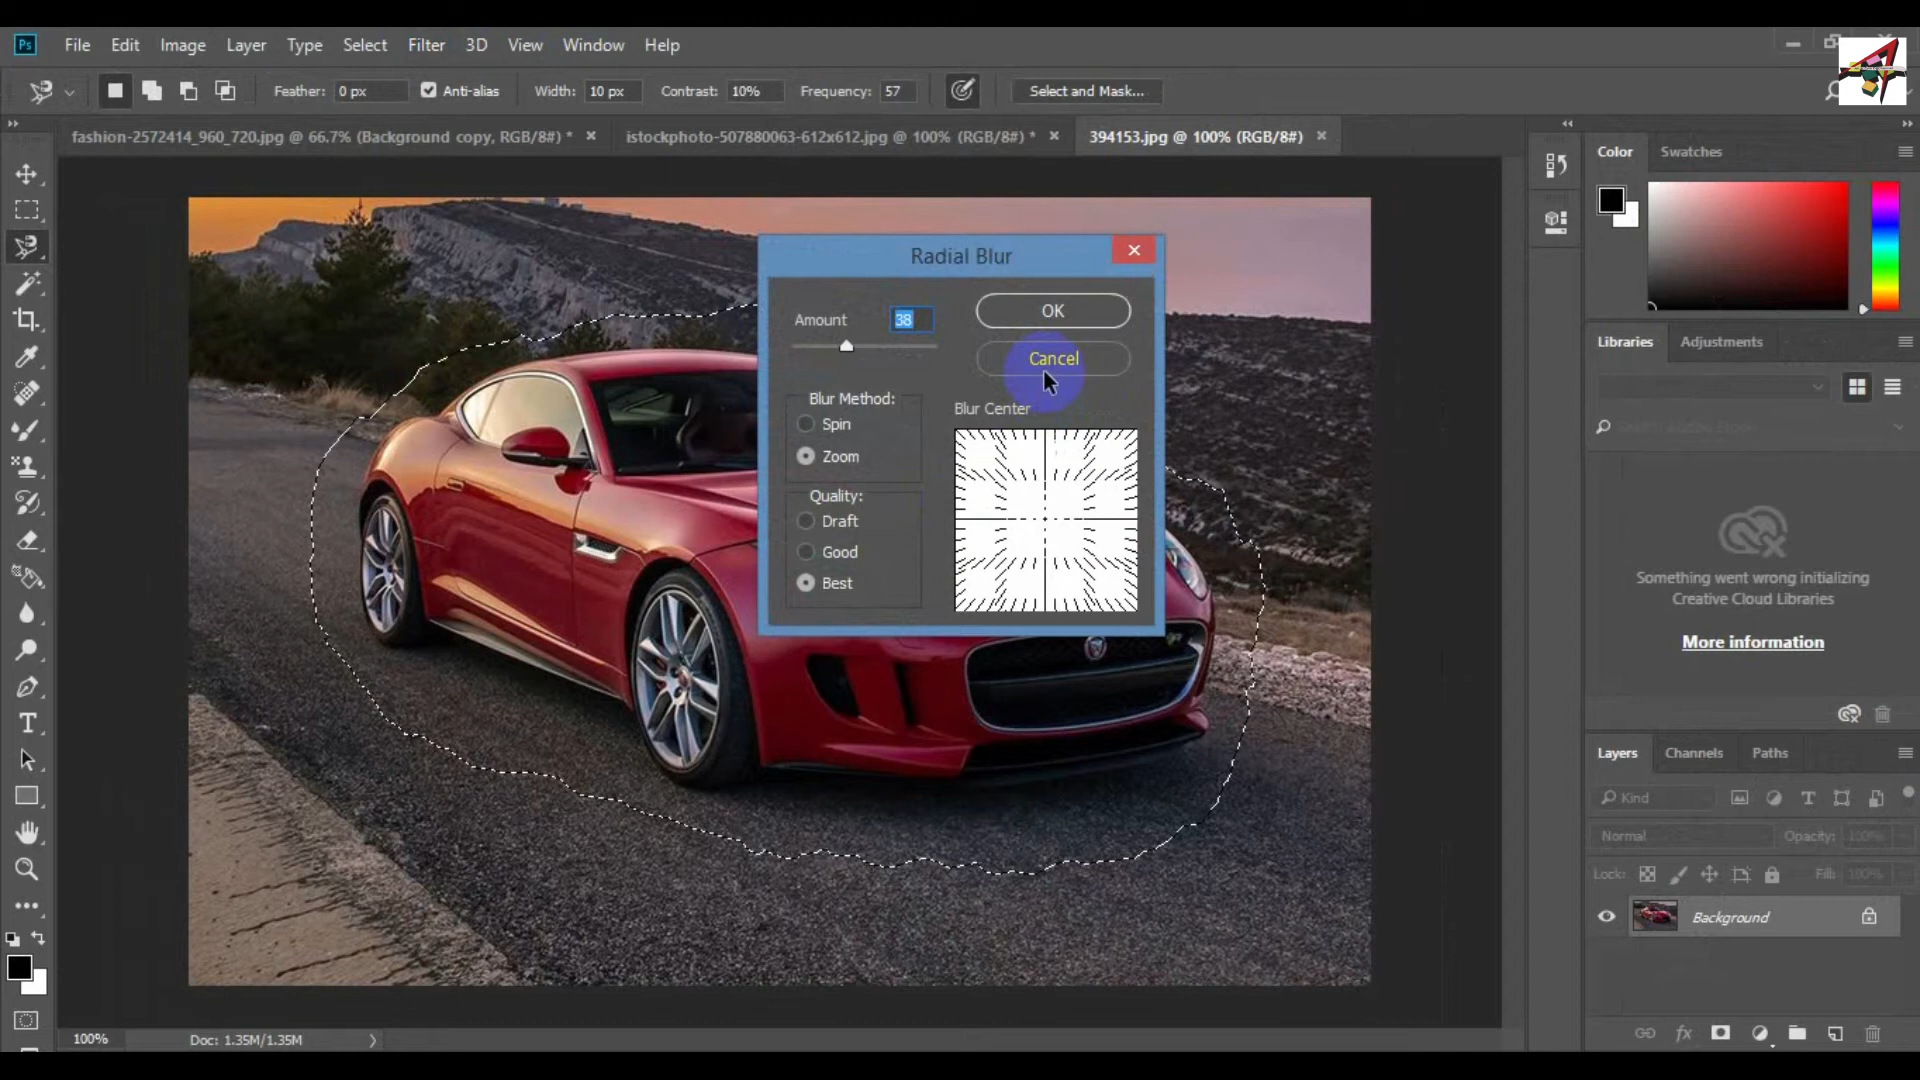 Ps File Edit Image Layer Type Select Filter 3D View Window Help
Feather: 0 px Anti-alias Width: 10 px Contrast: 10% Frequency: 57 Select and Mask...
fashion-2572414_960_720.jpg @ 66.7% (Background copy, RGB/8#) * istockphoto-507880063-612x612.jpg @ 100% (RGB/8#) * 394153.jpg @ 100% (RGB/8#)
Color Swatches
Radial Blur
Amount 38
OK
Cancel
Blur Method:
Spin
Zoom
Quality:
Draft
Good
Best
Blur Center
Libraries Adjustments
Something went wrong initializing
Creative Cloud Libraries
More information
Layers Channels Paths
Kind
Normal Opacity: 100%
Lock: Fill: 100%
Background
fx
100% Doc: 1.35M/1.35M